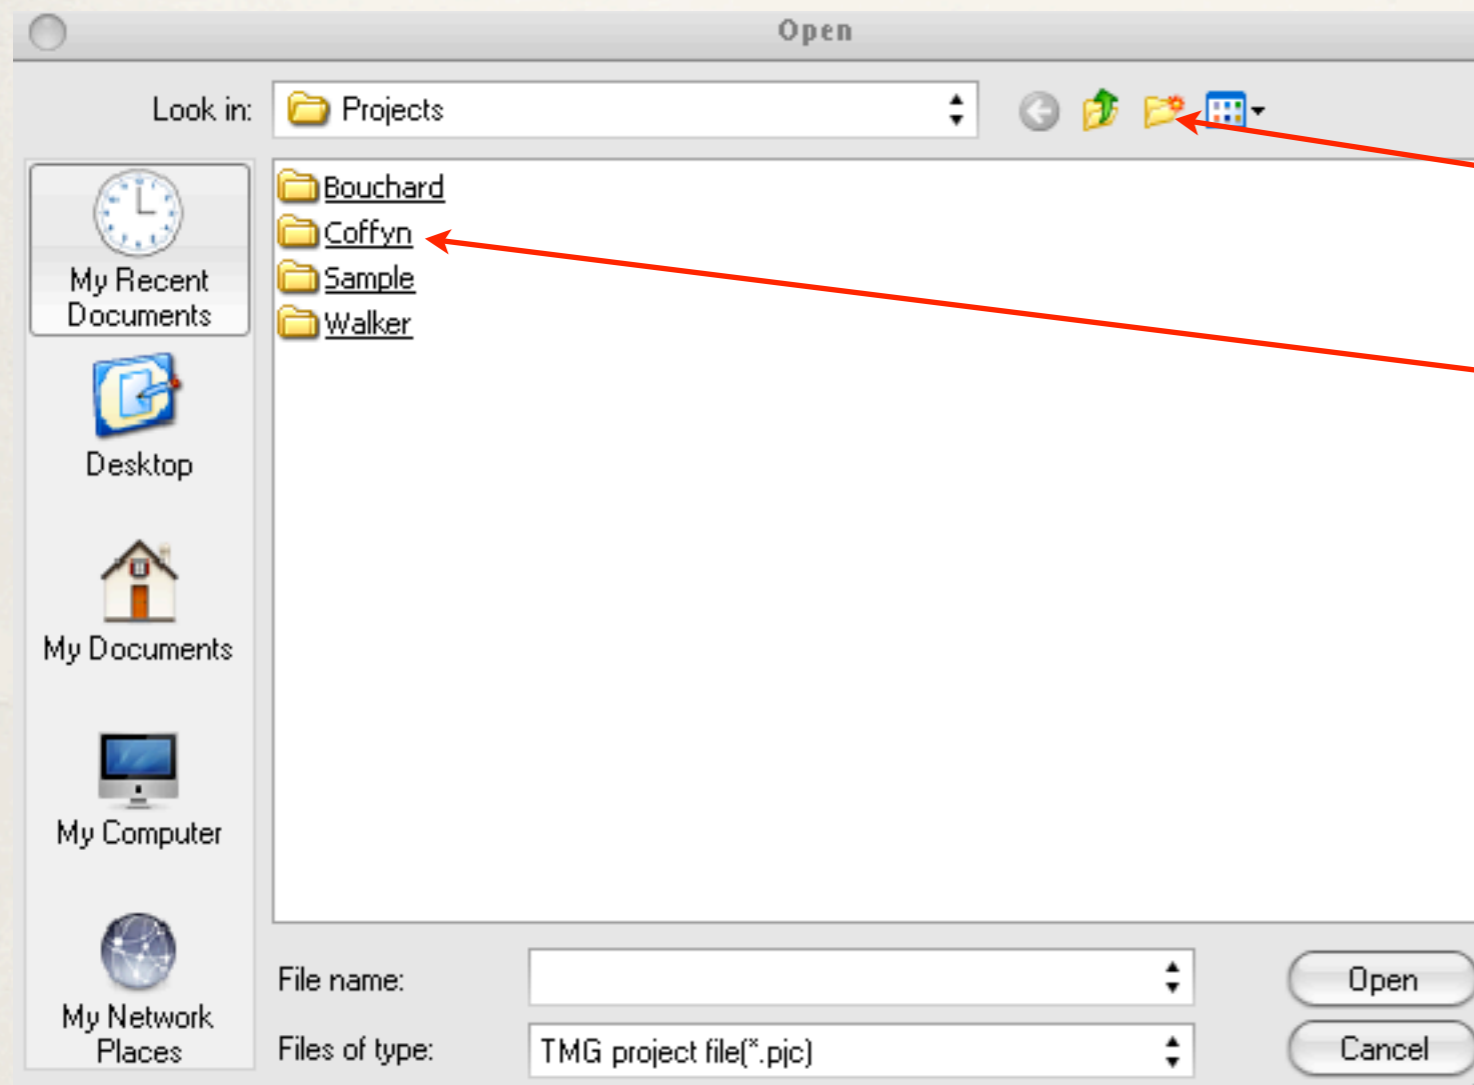 Open
Look in: Projects
Bouchard
Coffyn
Sample
Walker
My Recent
Documents
Desktop
My Documents
My Computer
My Network
Places
File name:
Open
Files of type: TMG project file(*.pjc)
Cancel